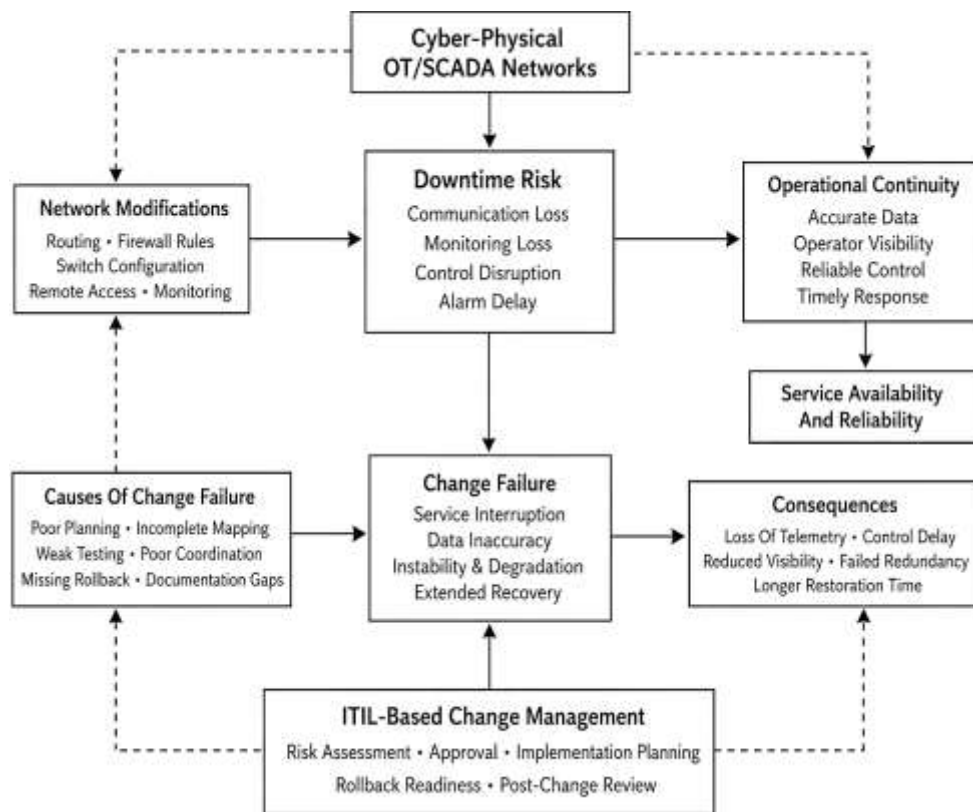 Cyber-Physical
OT/SCADA Networks
Network Modifications
Routing • Firewall Rules
Switch Configuration
Remote Access • Monitoring
Downtime Risk
Communication Loss
Monitoring Loss
Control Disruption
Alarm Delay
Operational Continuity
Accurate Data
Operator Visibility
Reliable Control
Timely Response
Service Availability
And Reliability
Causes Of Change Failure
Poor Planning • Incomplete Mapping
Weak Testing • Poor Coordination
Missing Rollback • Documentation Gaps
Change Failure
Service Interruption
Data Inaccuracy
Instability & Degradation
Extended Recovery
Consequences
Loss Of Telemetry • Control Delay
Reduced Visibility • Failed Redundancy
Longer Restoration Time
ITIL-Based Change Management
Risk Assessment • Approval • Implementation Planning
Rollback Readiness • Post-Change Review